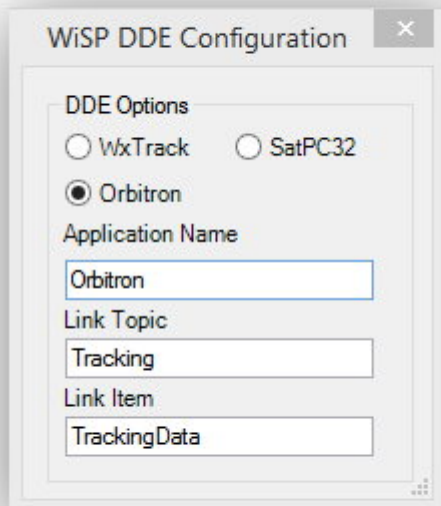 WiSP DDE Configuration
DDE Options
WxTrack SatPC32
Orbitron
Application Name
Orbitron
Link Topic
Tracking
Link Item
TrackingData